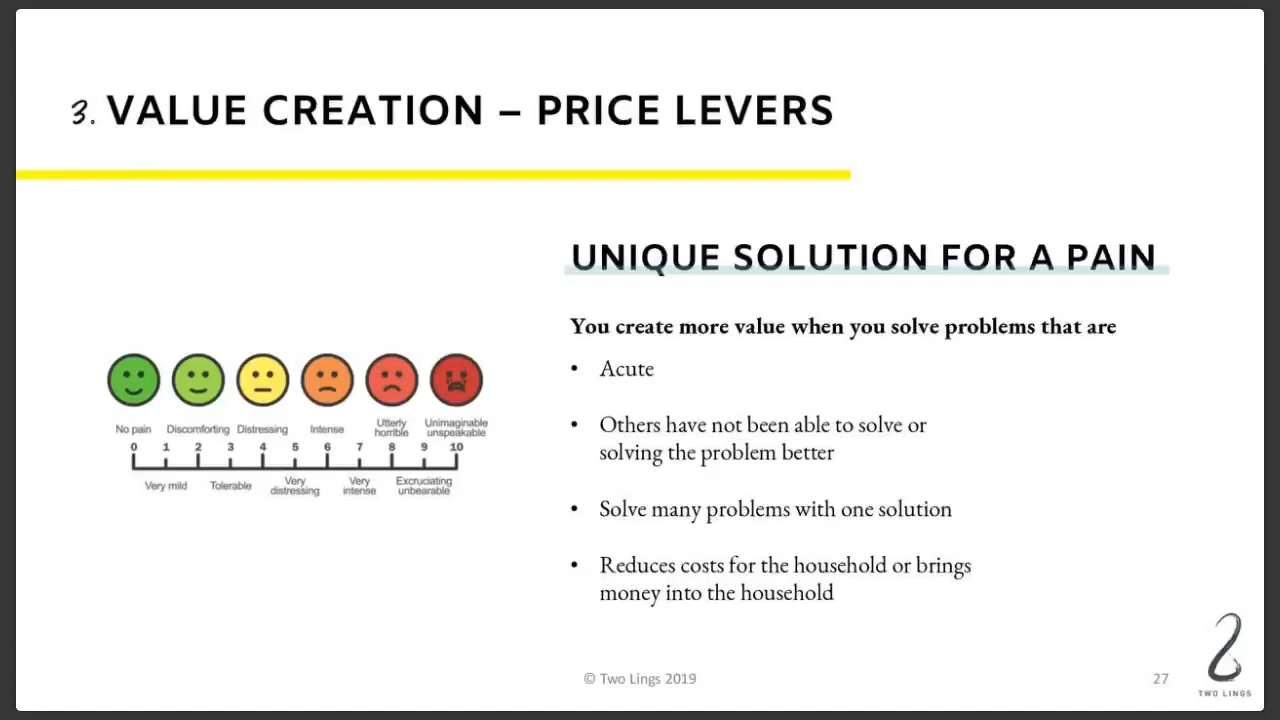 3. VALUE CREATION – PRICE LEVERS
UNIQUE SOLUTION FOR A PAIN
You create more value when you solve problems that are
• Acute
• Others have not been able to solve or
solving the problem better
• Solve many problems with one solution
• Reduces costs for the household or brings
money into the household
No pain Discomforting Distressing Intense Utterly horrible Unimaginable unspeakable
0 1 2 3 4 5 6 7 8 9 10
Very mild Tolerable Very distressing Very intense Excruciating unbearable
© Two Lings 2019
27
TWO LINGS